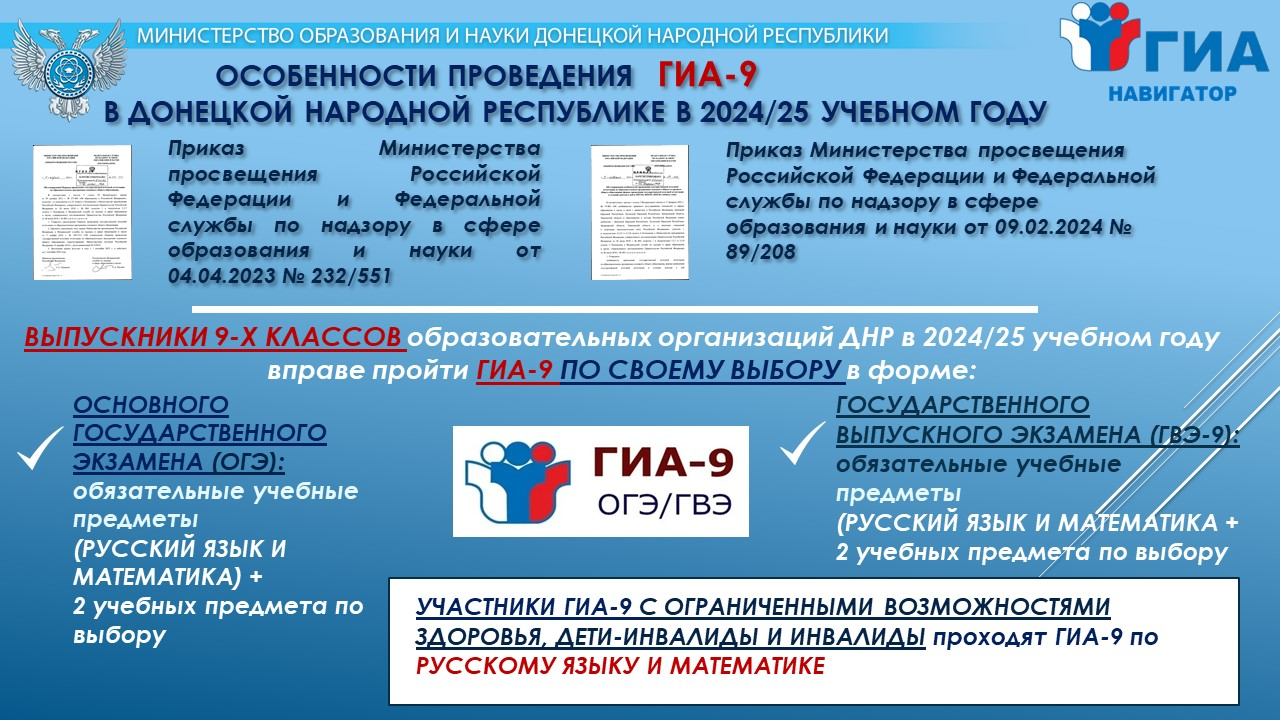 МИНИСТЕРСТВО ОБРАЗОВАНИЯ И НАУКИ ДОНЕЦКОЙ НАРОДНОЙ РЕСПУБЛИКИ
ГИА
НАВИГАТОР
ОСОБЕННОСТИ ПРОВЕДЕНИЯ ГИА-9
В ДОНЕЦКОЙ НАРОДНОЙ РЕСПУБЛИКЕ В 2024/25 УЧЕБНОМ ГОДУ
Приказ Министерства
просвещения Российской
Федерации и Федеральной
службы по надзору в сфере
образования и науки от
04.04.2023 № 232/551
Приказ Министерства просвещения
Российской Федерации и Федеральной
службы по надзору в сфере
образования и науки от 09.02.2024 №
89/208
ВЫПУСКНИКИ 9-Х КЛАССОВ образовательных организаций ДНР в 2024/25 учебном году
вправе пройти ГИА-9 ПО СВОЕМУ ВЫБОРУ в форме:
ОСНОВНОГО
ГОСУДАРСТВЕННОГО
ЭКЗАМЕНА (ОГЭ):
обязательные учебные
предметы
(РУССКИЙ ЯЗЫК И
МАТЕМАТИКА) +
2 учебных предмета по
выбору
ГИА-9
ОГЭ/ГВЭ
ГОСУДАРСТВЕННОГО
ВЫПУСКНОГО ЭКЗАМЕНА (ГВЭ-9):
обязательные учебные
предметы
(РУССКИЙ ЯЗЫК И МАТЕМАТИКА +
2 учебных предмета по выбору
УЧАСТНИКИ ГИА-9 С ОГРАНИЧЕННЫМИ ВОЗМОЖНОСТЯМИ
ЗДОРОВЬЯ, ДЕТИ-ИНВАЛИДЫ И ИНВАЛИДЫ проходят ГИА-9 по
РУССКОМУ ЯЗЫКУ И МАТЕМАТИКЕ